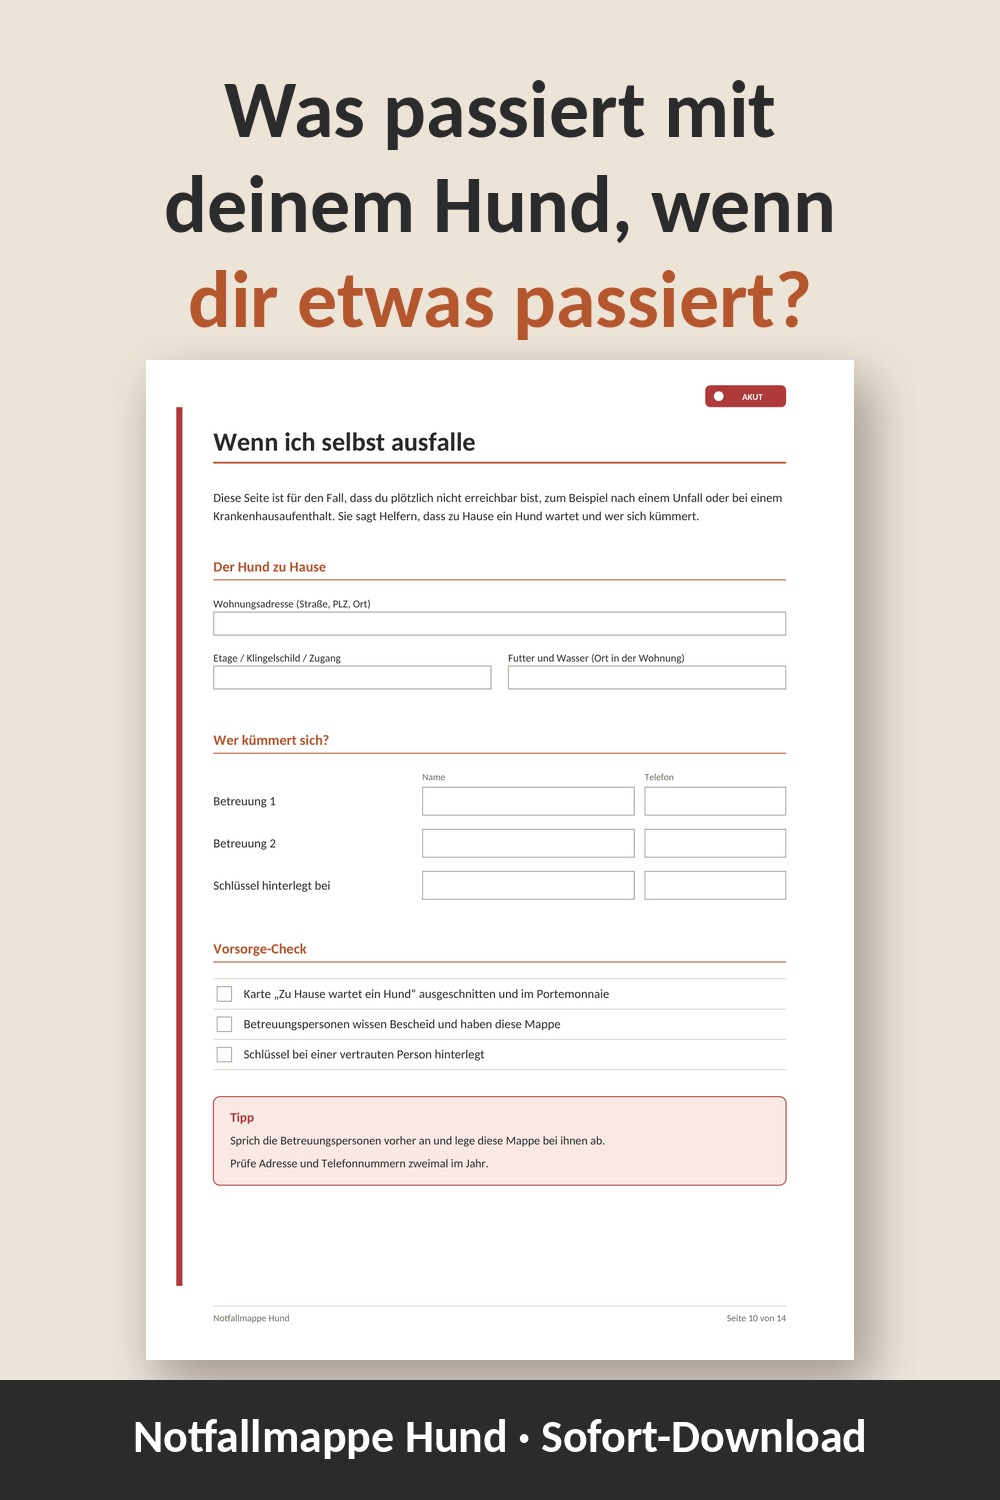 Was passiert mit
deinem Hund, wenn
dir etwas passiert?
AKUT
Wenn ich selbst ausfalle
Diese Seite ist für den Fall, dass du plötzlich nicht erreichbar bist, zum Beispiel nach einem Unfall oder bei einem
Krankenhausaufenthalt. Sie sagt Helfern, dass zu Hause ein Hund wartet und wer sich kümmert.
Der Hund zu Hause
Wohnungsadresse (Straße, PLZ, Ort)
Etage / Klingelschild / Zugang
Futter und Wasser (Ort in der Wohnung)
Wer kümmert sich?
Name
Telefon
Betreuung 1
Betreuung 2
Schlüssel hinterlegt bei
Vorsorge-Check
Karte „Zu Hause wartet ein Hund“ ausgeschnitten und im Portemonnaie
Betreuungspersonen wissen Bescheid und haben diese Mappe
Schlüssel bei einer vertrauten Person hinterlegt
Tipp
Sprich die Betreuungspersonen vorher an und lege diese Mappe bei ihnen ab.
Prüfe Adresse und Telefonnummern zweimal im Jahr.
Notfallmappe Hund
Seite 10 von 14
Notfallmappe Hund · Sofort-Download